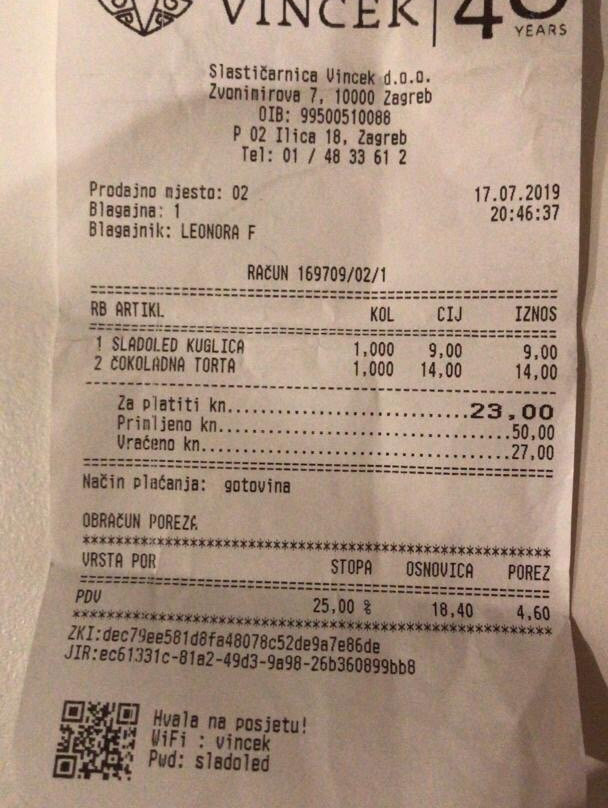 VINCEK | 40
YEARS
Slastičarnica Vincek d.o.o.
Zvonimirova 7, 10000 Zagreb
OIB: 99500510088
P 02 Ilica 18, Zagreb
Tel: 01 / 48 33 61 2
Prodajno mjesto: 02 17.07.2019
Blagajna: 1 20:46:37
Blagajnik: LEONORA F
RAČUN 169709/02/1
================================================
RB ARTIKL KOL CIJ IZNOS
================================================
1 SLADOLED KUGLICA 1,000 9,00 9,00
2 ČOKOLADNA TORTA 1,000 14,00 14,00
------------------------------------------------
Za platiti kn........................23,00
Primljeno kn.............................50,00
Vraćeno kn...............................27,00
================================================
Način plaćanja: gotovina
OBRAČUN POREZA
************************************************
VRSTA POR STOPA OSNOVICA POREZ
================================================
PDV 25,00 % 18,40 4,60
************************************************
ZKI:dec79ee581d8fa48078c52de9a7e86de
JIR:ec61331c-81a2-49d3-9a98-26b360899bb8
Hvala na posjetu!
WiFi : vincek
Pwd: sladoled